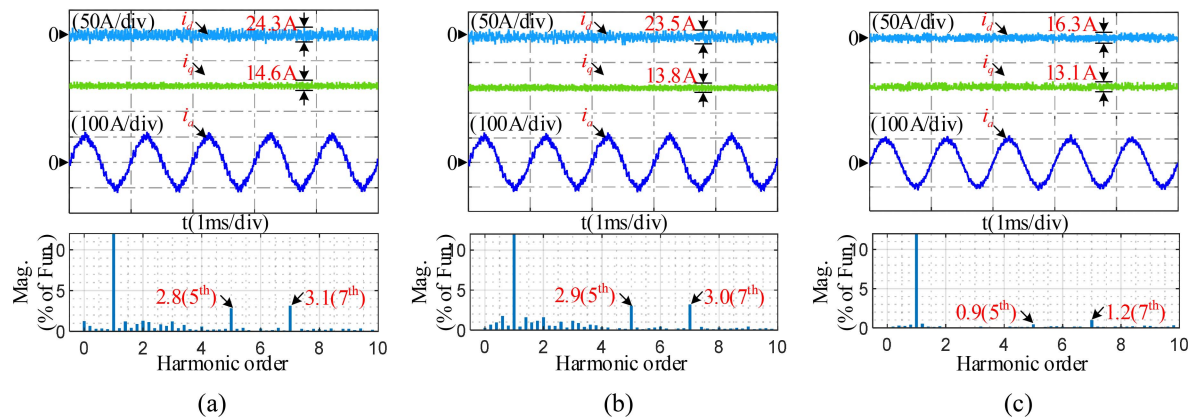 (50A/div) i_d 24.3A
0
i_q
14.6A
(100A/div) i_a
0
t(1ms/div)
12
10
5
0
Mag.
(% of Fun.)
2.8(5th)
3.1(7th)
0 2 4 6 8 10
Harmonic order
(a)
(50A/div) i_d 23.5A
0
i_q
13.8A
(100A/div) i_a
0
t(1ms/div)
10
5
0
Mag.
(% of Fun.)
2.9(5th)
3.0(7th)
0 2 4 6 8 10
Harmonic order
(b)
(50A/div) i_d 16.3A
0
i_q
13.1A
(100A/div) i_a
0
t(1ms/div)
10
5
0
Mag.
(% of Fun.)
0.9(5th)
1.2(7th)
0 2 4 6 8 10
Harmonic order
(c)